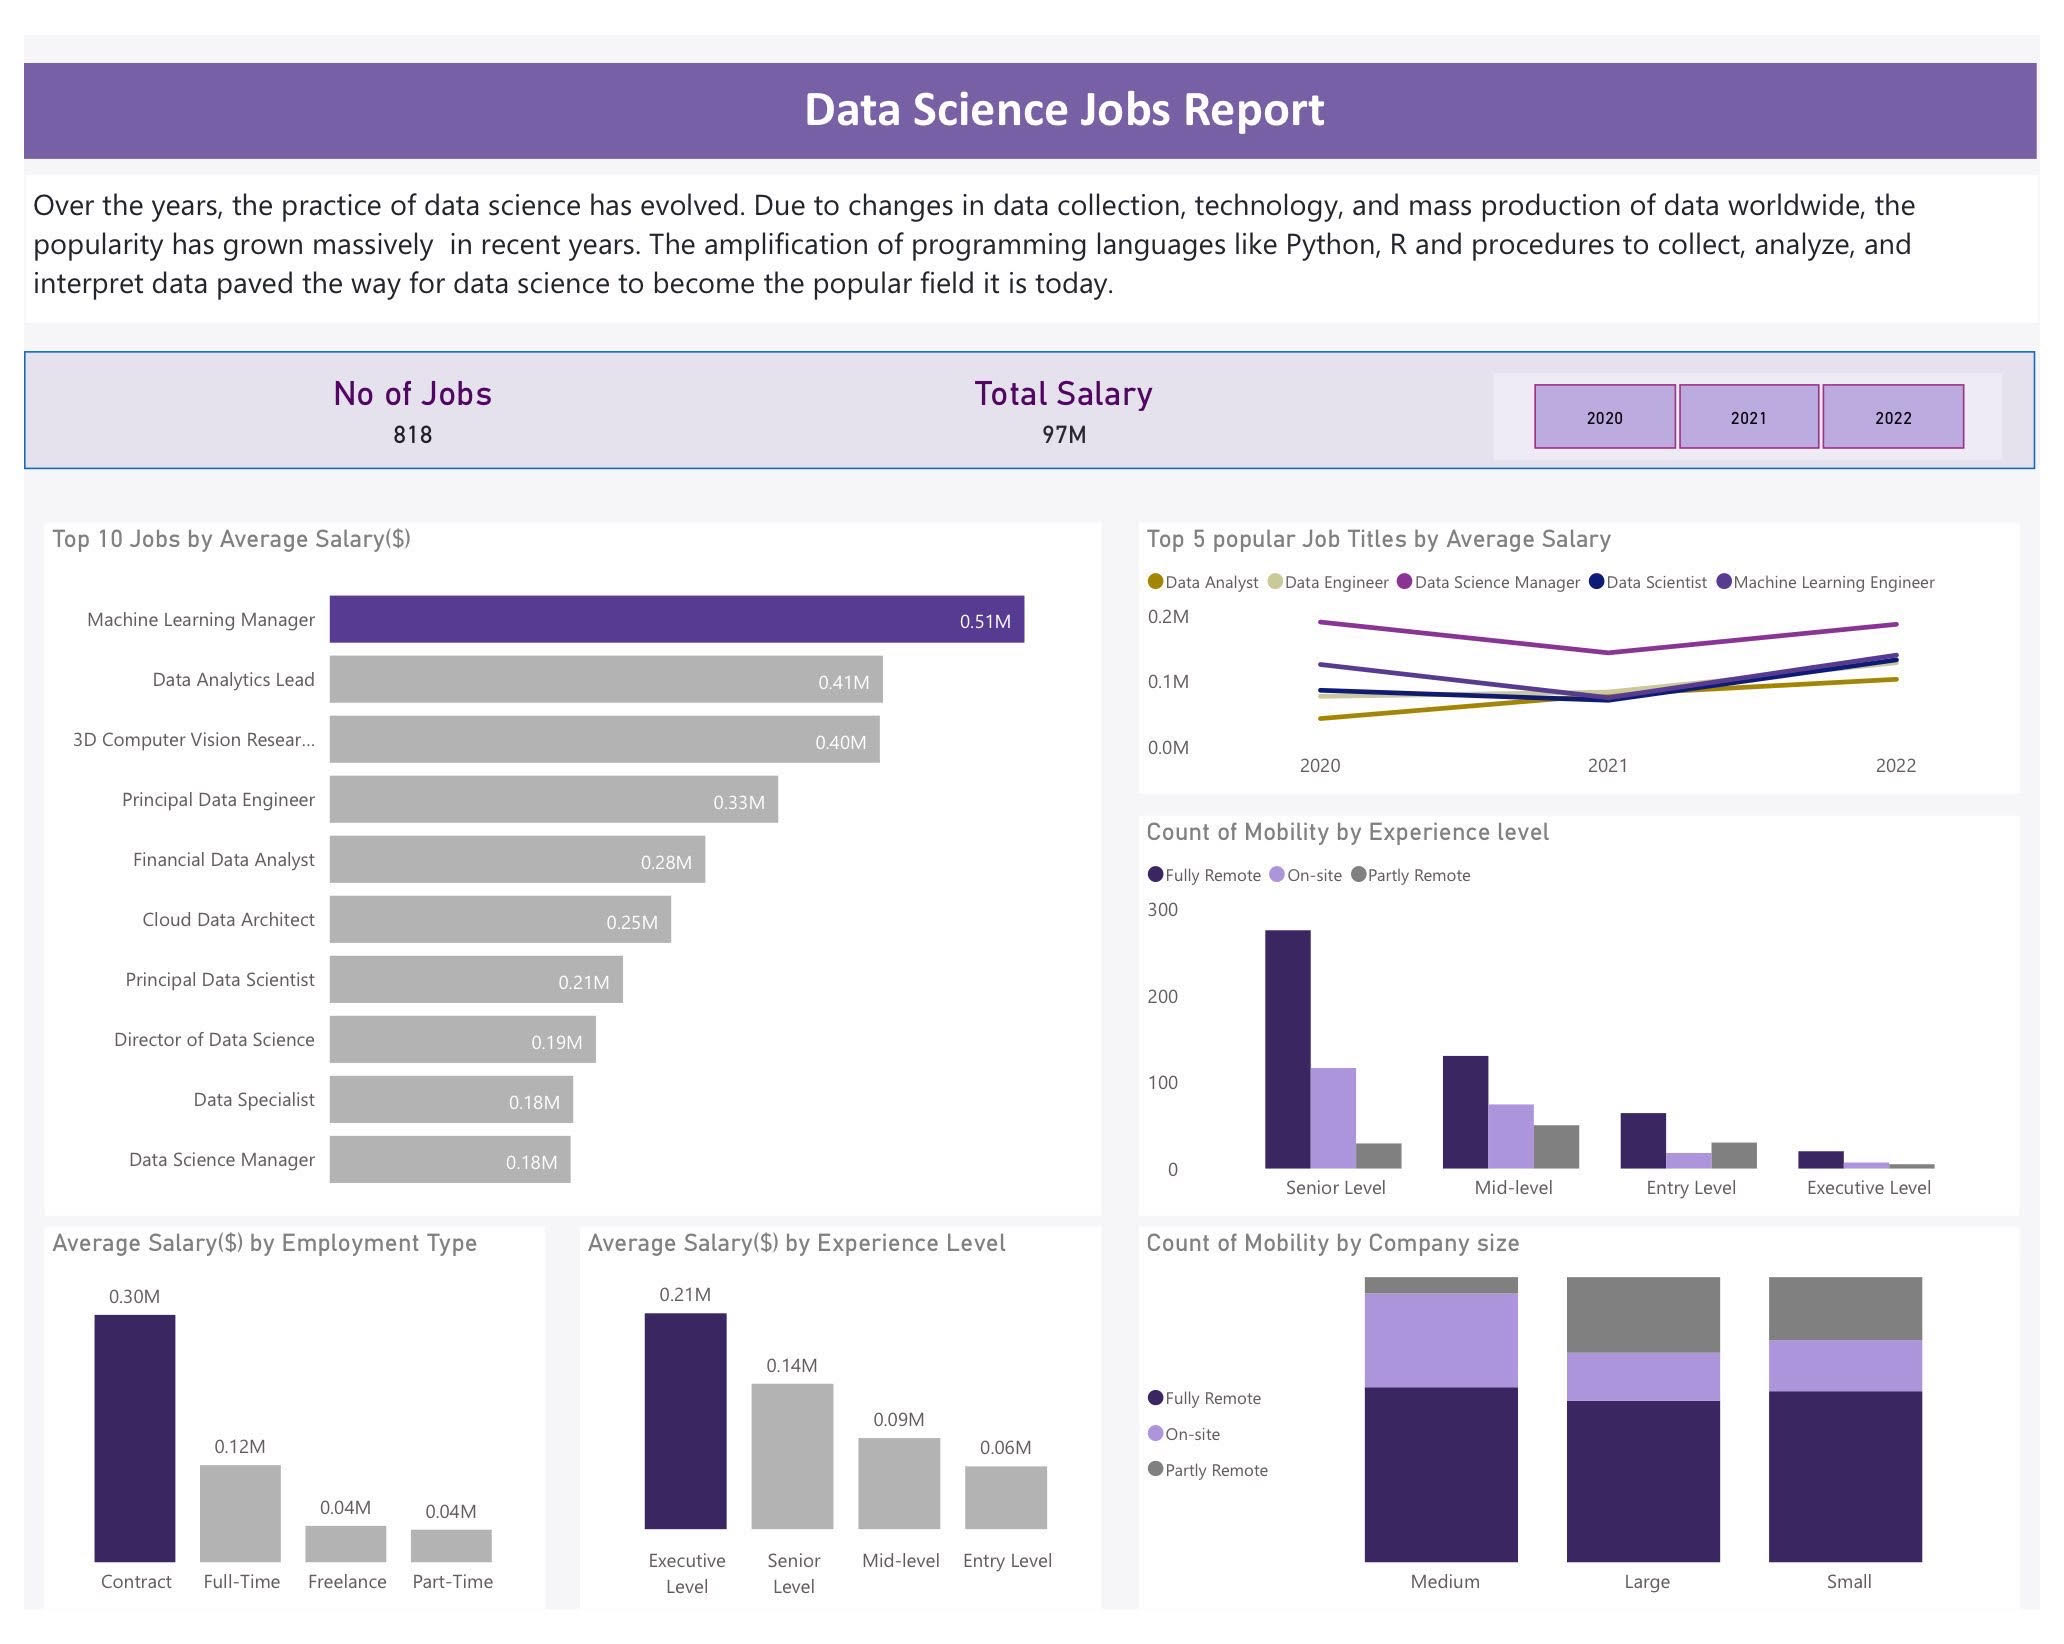 Data Science Jobs Report
Over the years, the practice of data science has evolved. Due to changes in data collection, technology, and mass production of data worldwide, the
popularity has grown massively  in recent years. The amplification of programming languages like Python, R and procedures to collect, analyze, and
interpret data paved the way for data science to become the popular field it is today.
No of Jobs
818
Total Salary
97M
2020
2021
2022
Top 10 Jobs by Average Salary($)
Machine Learning Manager
0.51M
Data Analytics Lead
0.41M
3D Computer Vision Resear...
0.40M
Principal Data Engineer
0.33M
Financial Data Analyst
0.28M
Cloud Data Architect
0.25M
Principal Data Scientist
0.21M
Director of Data Science
0.19M
Data Specialist
0.18M
Data Science Manager
0.18M
Top 5 popular Job Titles by Average Salary
Data Analyst Data Engineer Data Science Manager Data Scientist Machine Learning Engineer
0.2M
0.1M
0.0M
2020 2021 2022
Count of Mobility by Experience level
Fully Remote On-site Partly Remote
300
200
100
0
Senior Level Mid-level Entry Level Executive Level
Average Salary($) by Employment Type
0.30M
0.12M
0.04M
0.04M
Contract Full-Time Freelance Part-Time
Average Salary($) by Experience Level
0.21M
0.14M
0.09M
0.06M
Executive Senior Mid-level Entry Level
Level Level
Count of Mobility by Company size
Fully Remote
On-site
Partly Remote
Medium Large Small